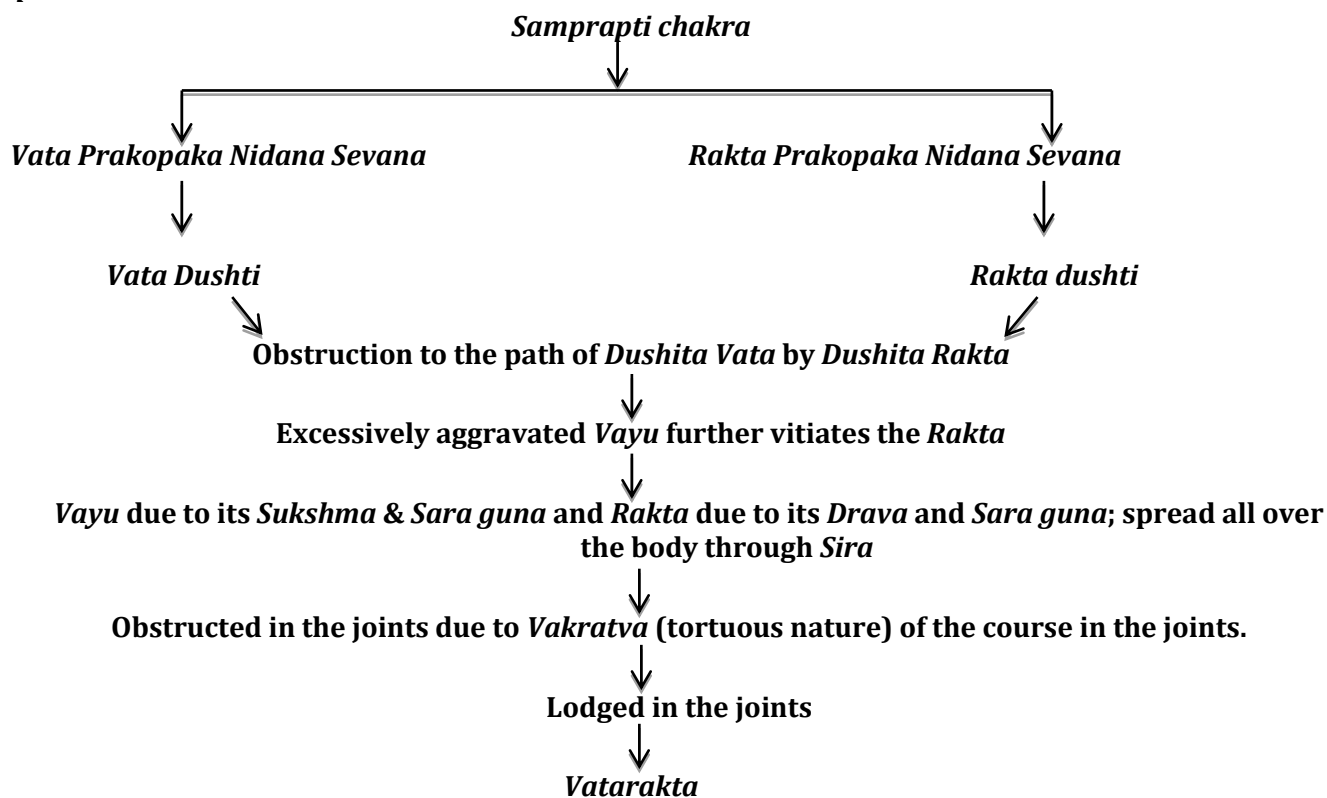 Samprapti chakra
Vata Prakopaka Nidana Sevana
Rakta Prakopaka Nidana Sevana
Vata Dushti
Rakta dushti
Obstruction to the path of Dushita Vata by Dushita Rakta
Excessively aggravated Vayu further vitiates the Rakta
Vayu due to its Sukshma & Sara guna and Rakta due to its Drava and Sara guna; spread all over
the body through Sira
Obstructed in the joints due to Vakratva (tortuous nature) of the course in the joints.
Lodged in the joints
Vatarakta